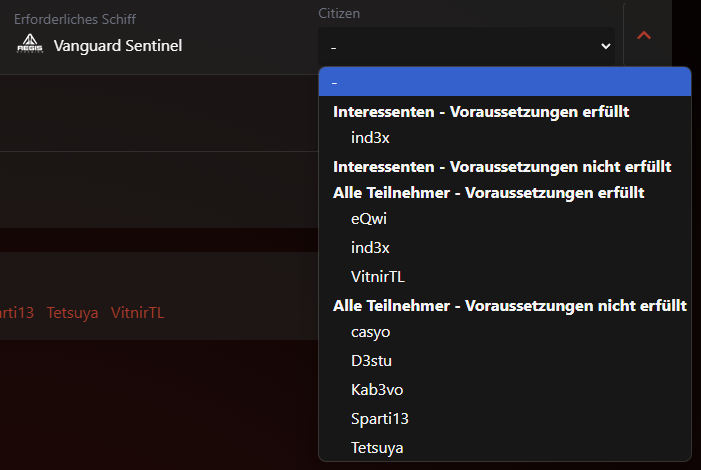 Erforderliches Schiff
AEGIS
Vanguard Sentinel
Citizen
-
-
Interessenten - Voraussetzungen erfüllt
ind3x
Interessenten - Voraussetzungen nicht erfüllt
Alle Teilnehmer - Voraussetzungen erfüllt
eQwi
ind3x
VitnirTL
Alle Teilnehmer - Voraussetzungen nicht erfüllt
casyo
D3stu
Kab3vo
Sparti13
Tetsuya
rti13 Tetsuya VitnirTL